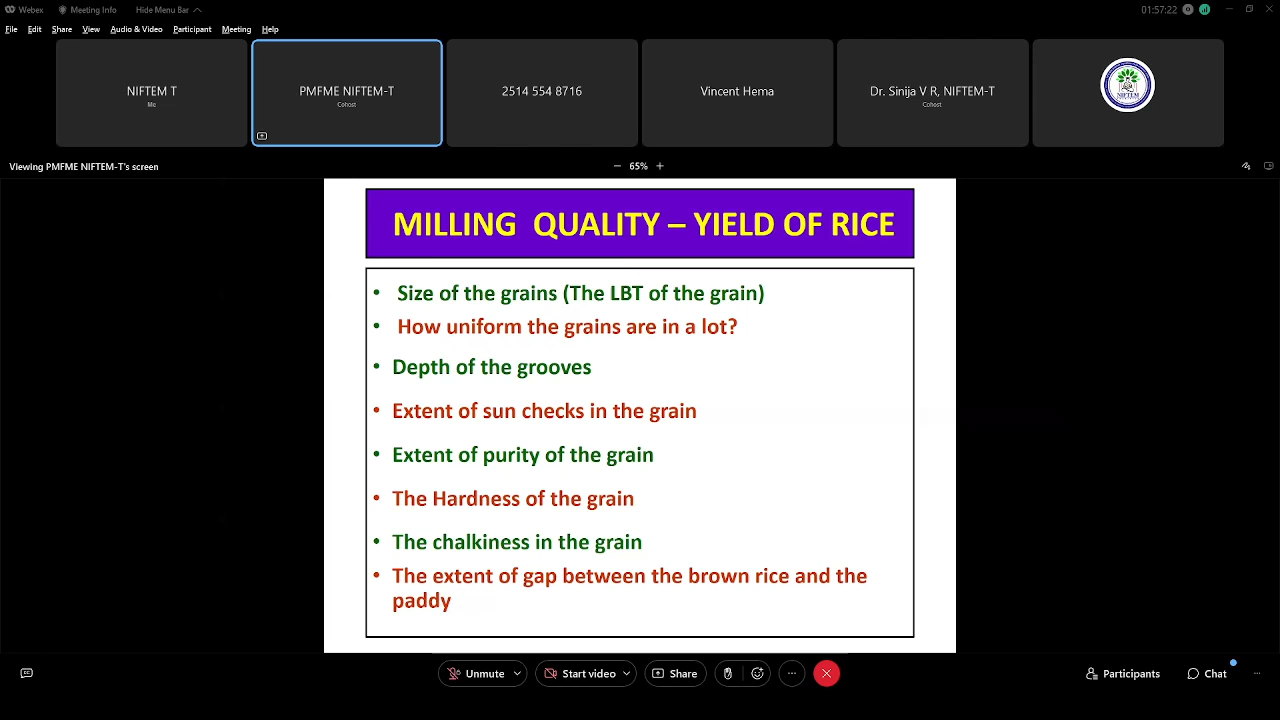 Webex Meeting Info Hide Menu Bar 01:57:22
File Edit Share View Audio & Video Participant Meeting Help
NIFTEM T
Me
PMFME NIFTEM-T
Cohost
2514 554 8716
Vincent Hema
Dr. Sinija V R, NIFTEM-T
Cohost
NIFTEM
Viewing PMFME NIFTEM-T's screen
65%
MILLING QUALITY – YIELD OF RICE
• Size of the grains (The LBT of the grain)
• How uniform the grains are in a lot?
• Depth of the grooves
• Extent of sun checks in the grain
• Extent of purity of the grain
• The Hardness of the grain
• The chalkiness in the grain
• The extent of gap between the brown rice and the
paddy
Unmute Start video Share Participants Chat